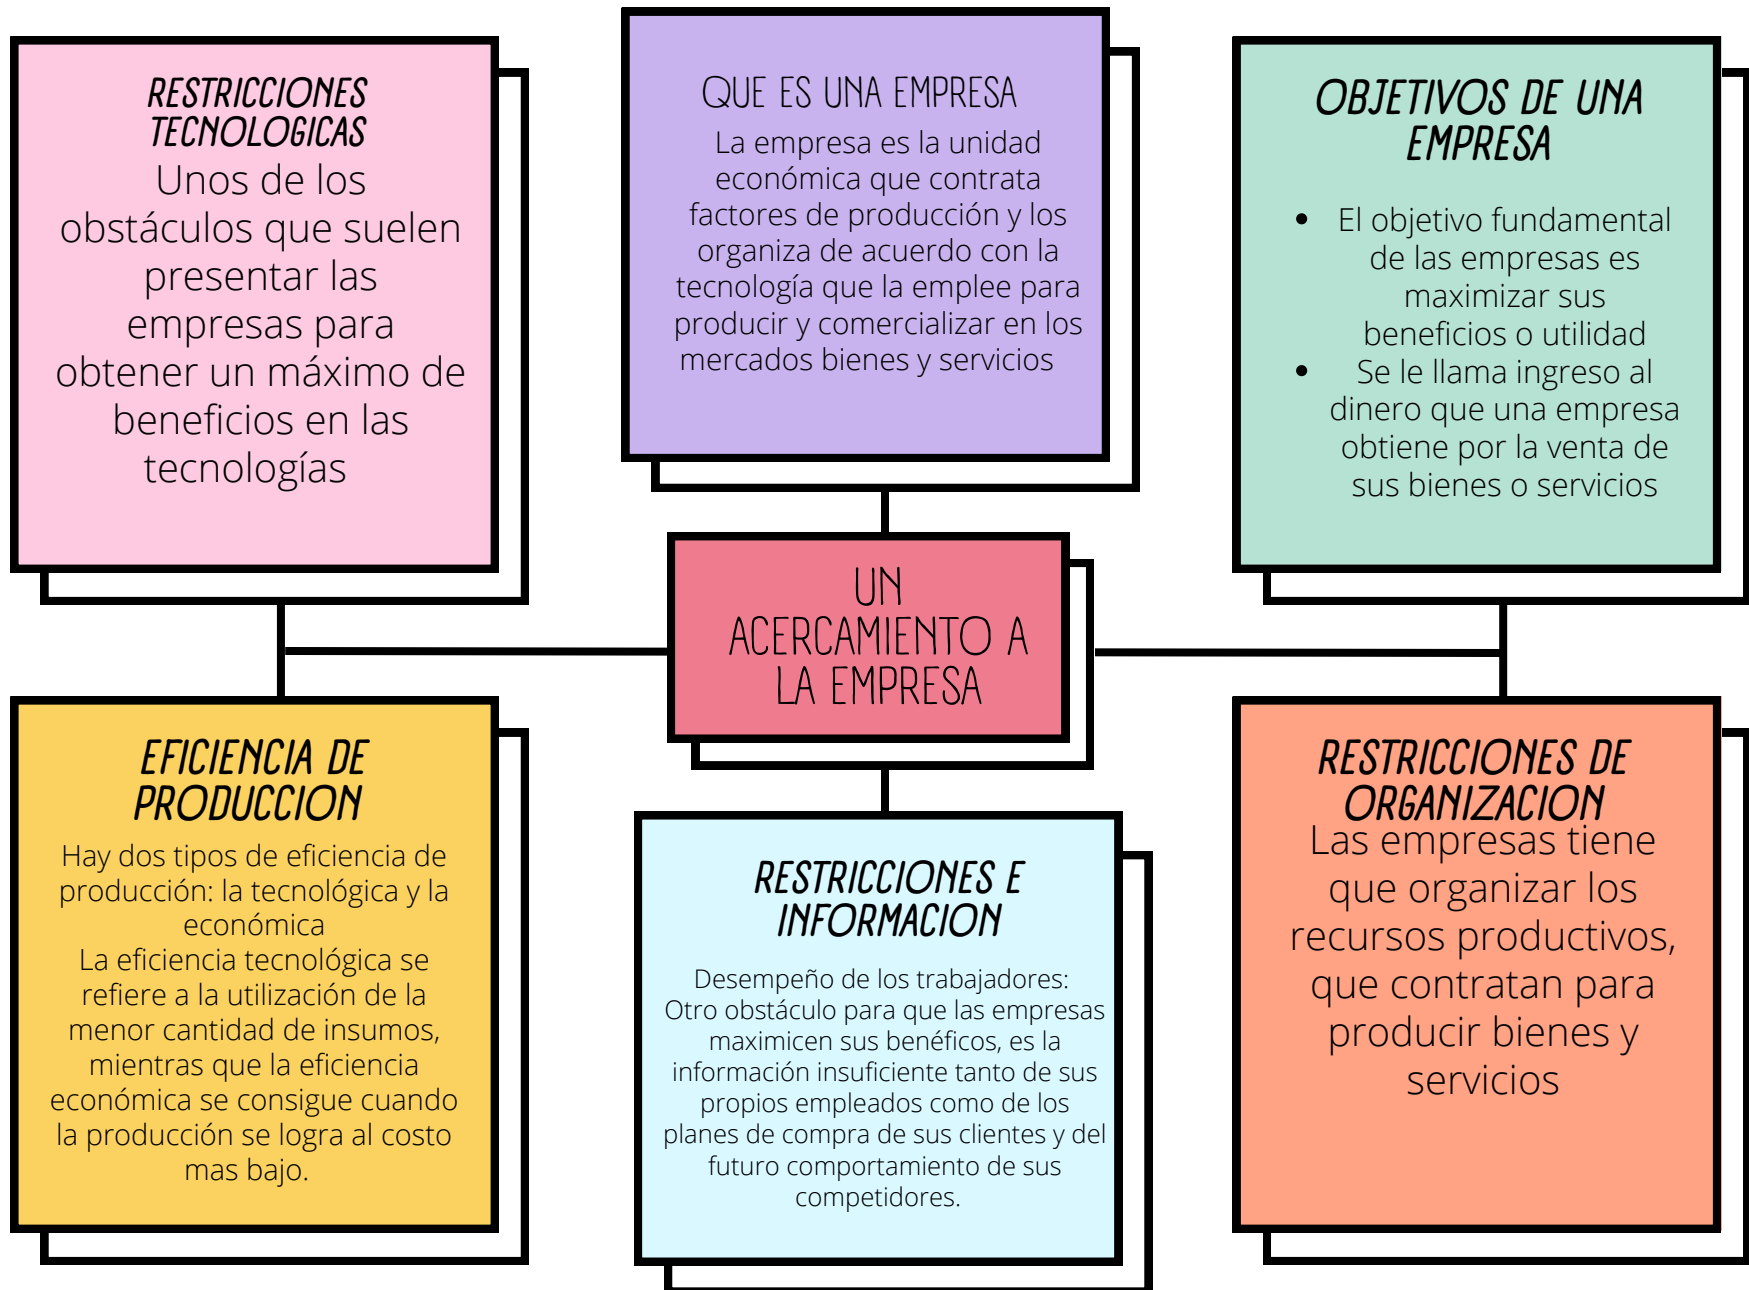 RESTRICCIONES
TECNOLOGICAS
Unos de los
obstáculos que suelen
presentar las
empresas para
obtener un máximo de
beneficios en las
tecnologías
QUE ES UNA EMPRESA
La empresa es la unidad
económica que contrata
factores de producción y los
organiza de acuerdo con la
tecnología que la emplee para
producir y comercializar en los
mercados bienes y servicios
OBJETIVOS DE UNA
EMPRESA
• El objetivo fundamental
de las empresas es
maximizar sus
beneficios o utilidad
• Se le llama ingreso al
dinero que una empresa
obtiene por la venta de
sus bienes o servicios
UN
ACERCAMIENTO A
LA EMPRESA
EFICIENCIA DE
PRODUCCION
Hay dos tipos de eficiencia de
producción: la tecnológica y la
económica
La eficiencia tecnológica se
refiere a la utilización de la
menor cantidad de insumos,
mientras que la eficiencia
económica se consigue cuando
la producción se logra al costo
mas bajo.
RESTRICCIONES E
INFORMACION
Desempeño de los trabajadores:
Otro obstáculo para que las empresas
maximicen sus benéficos, es la
información insuficiente tanto de sus
propios empleados como de los
planes de compra de sus clientes y del
futuro comportamiento de sus
competidores.
RESTRICCIONES DE
ORGANIZACION
Las empresas tiene
que organizar los
recursos productivos,
que contratan para
producir bienes y
servicios